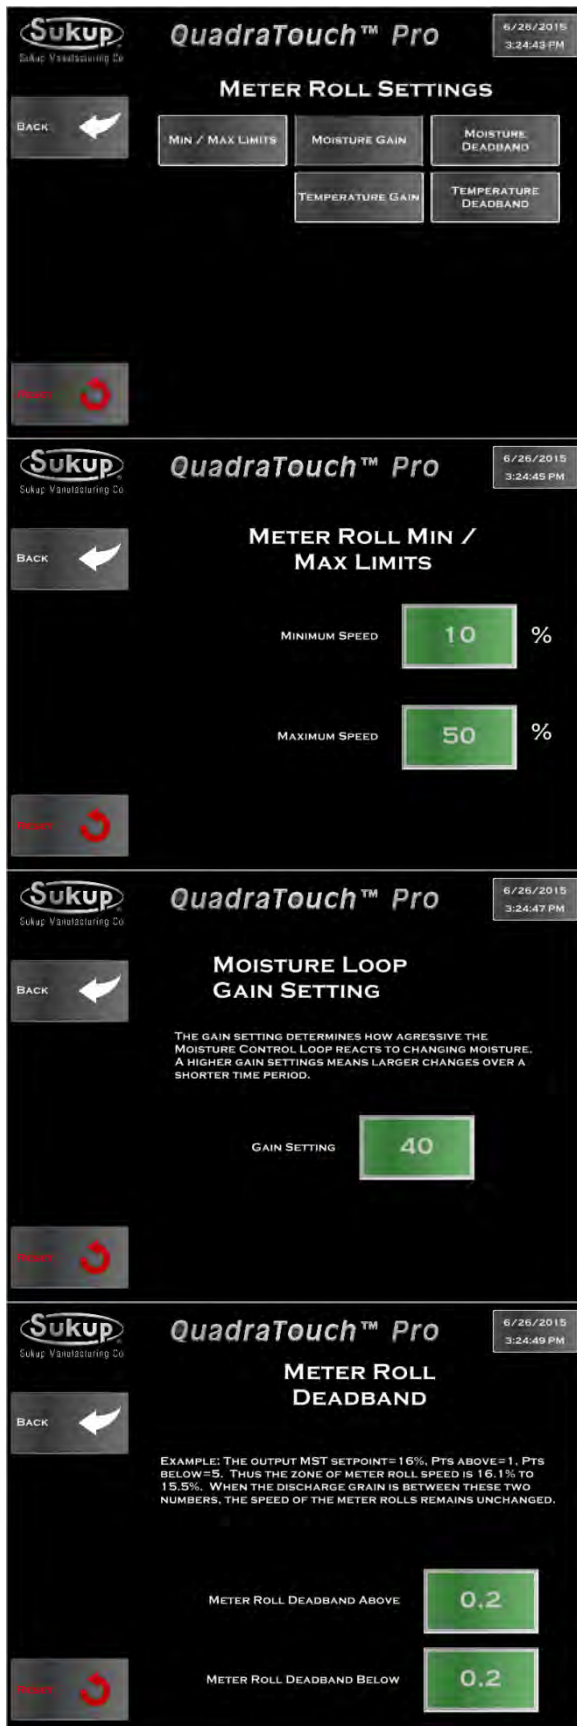 Sukup
Sukup Manufacturing Co
QuadraTouch™ Pro
6/26/2015
3:24:43 PM
METER ROLL SETTINGS
BACK
MIN / MAX LIMITS
MOISTURE GAIN
MOISTURE
DEADBAND
TEMPERATURE GAIN
TEMPERATURE
DEADBAND
RESET
Sukup
Sukup Manufacturing Co
QuadraTouch™ Pro
6/26/2015
3:24:45 PM
METER ROLL MIN /
MAX LIMITS
BACK
MINIMUM SPEED
10
%
MAXIMUM SPEED
50
%
RESET
Sukup
Sukup Manufacturing Co
QuadraTouch™ Pro
6/26/2015
3:24:47 PM
MOISTURE LOOP
GAIN SETTING
BACK
THE GAIN SETTING DETERMINES HOW AGRESSIVE THE
MOISTURE CONTROL LOOP REACTS TO CHANGING MOISTURE.
A HIGHER GAIN SETTINGS MEANS LARGER CHANGES OVER A
SHORTER TIME PERIOD.
GAIN SETTING
40
RESET
Sukup
Sukup Manufacturing Co
QuadraTouch™ Pro
6/26/2015
3:24:49 PM
METER ROLL
DEADBAND
BACK
EXAMPLE: THE OUTPUT MST SETPOINT=16%, PTS ABOVE=1, PTS
BELOW=5. THUS THE ZONE OF METER ROLL SPEED IS 16.1% TO
15.5%. WHEN THE DISCHARGE GRAIN IS BETWEEN THESE TWO
NUMBERS, THE SPEED OF THE METER ROLLS REMAINS UNCHANGED.
METER ROLL DEADBAND ABOVE
0.2
METER ROLL DEADBAND BELOW
0.2
RESET